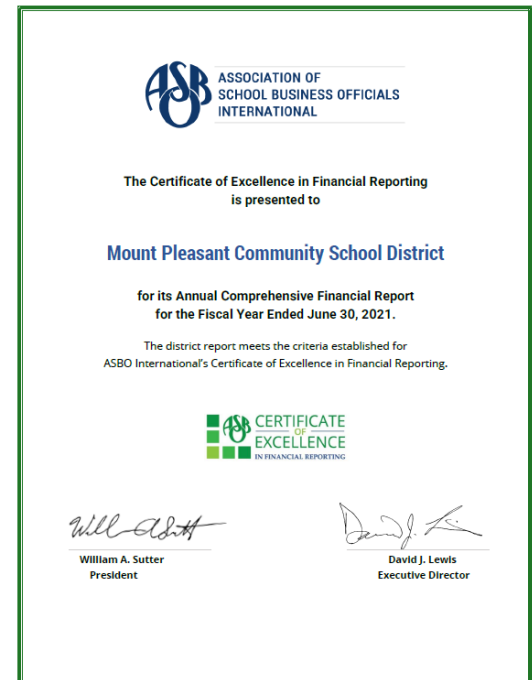 ASBO
ASSOCIATION OF
SCHOOL BUSINESS OFFICIALS
INTERNATIONAL
The Certificate of Excellence in Financial Reporting
is presented to
Mount Pleasant Community School District
for its Annual Comprehensive Financial Report
for the Fiscal Year Ended June 30, 2021.
The district report meets the criteria established for
ASBO International's Certificate of Excellence in Financial Reporting.
ASBO
CERTIFICATE
OF
EXCELLENCE
IN FINANCIAL REPORTING
William A. Sutter
President
David J. Lewis
Executive Director